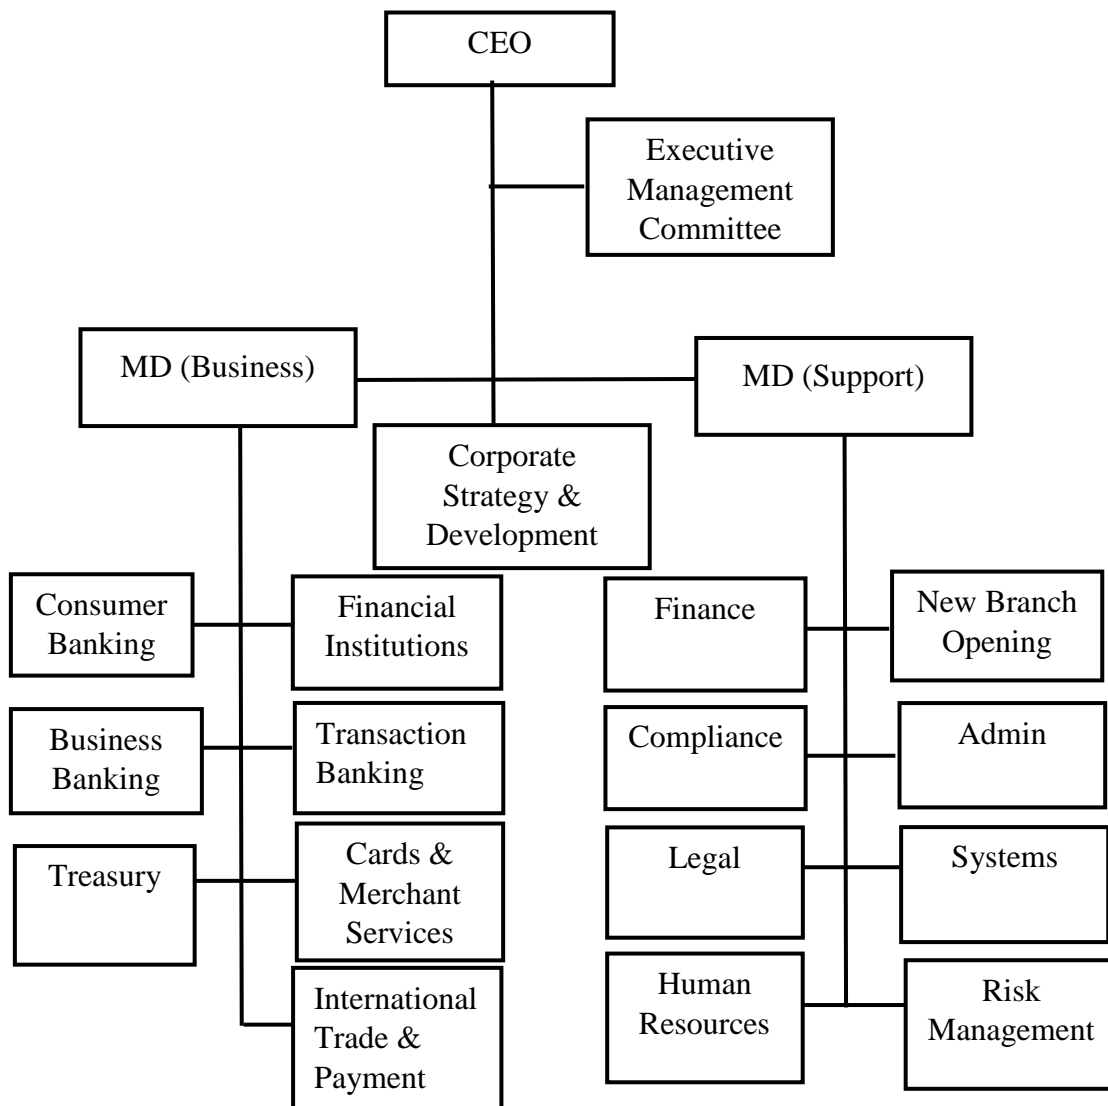 CEO
Executive
Management
Committee
MD (Business)
MD (Support)
Corporate
Strategy &
Development
Consumer
Banking
Financial
Institutions
Finance
New Branch
Opening
Business
Banking
Transaction
Banking
Compliance
Admin
Treasury
Cards &
Merchant
Services
Legal
Systems
International
Trade &
Payment
Human
Resources
Risk
Management